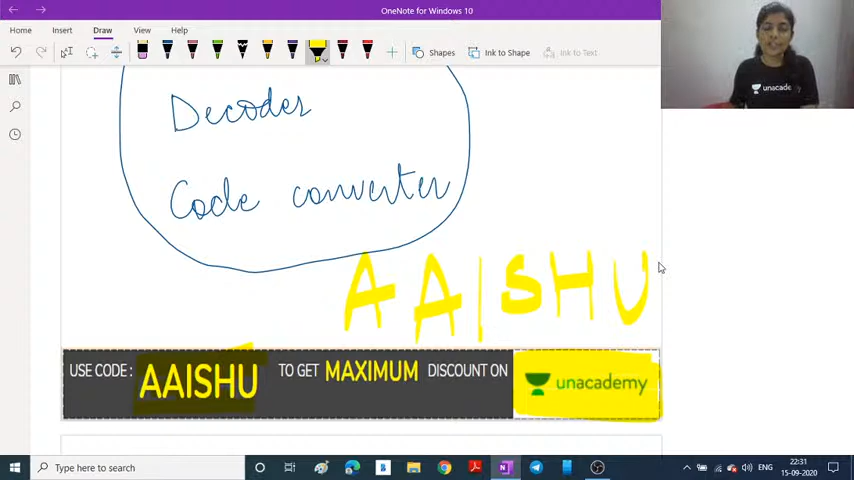 OneNote for Windows 10
Home Insert Draw View Help
Shapes Ink to Shape Ink to Text
unacademy
Decoder
Code converter
AAISHU
USE CODE : AAISHU TO GET MAXIMUM DISCOUNT ON unacademy
Type here to search
ENG
22:31
15-09-2020